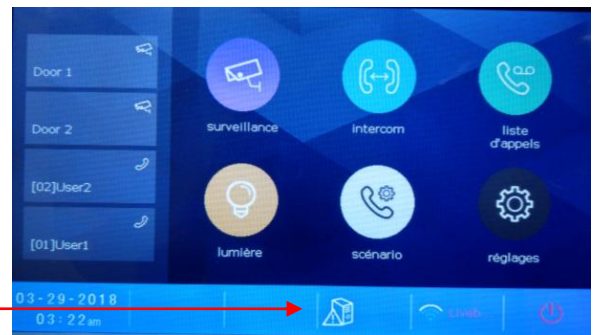 Door 1
Door 2
[02]User2
[01]User1
surveillance
intercom
liste
d'appels
lumière
scénario
réglages
03-29-2018
03:22am